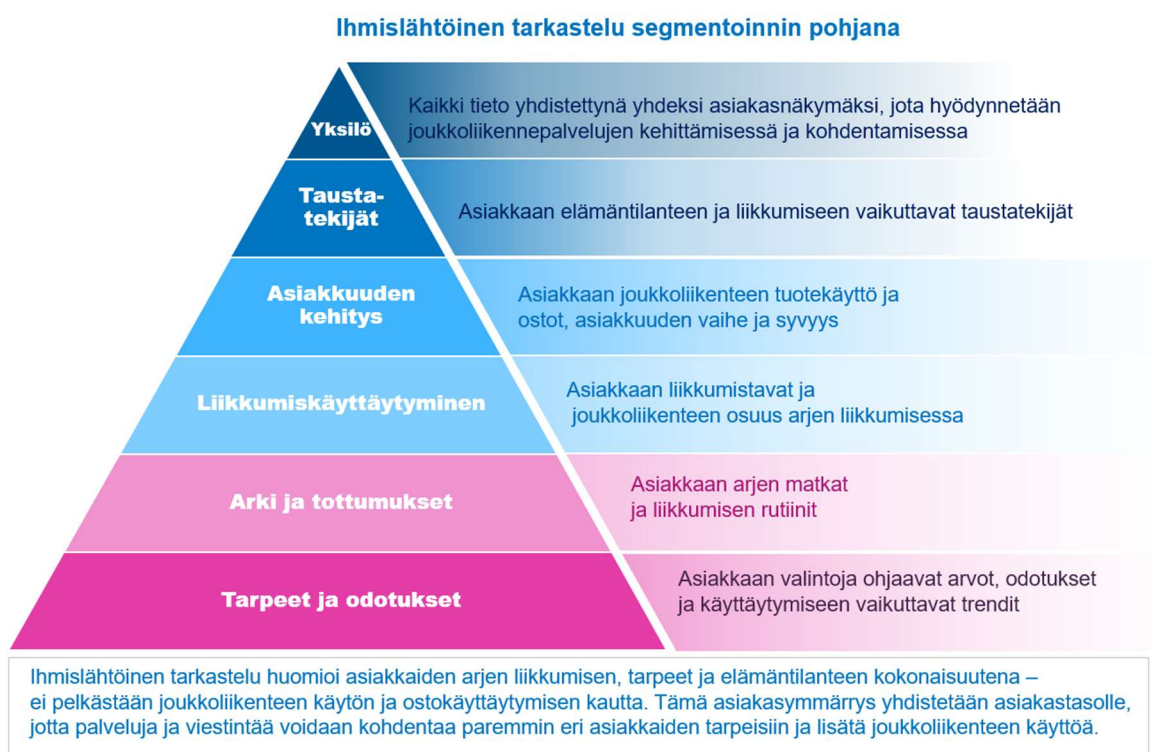 Ihmislähtöinen tarkastelu segmentoinnin pohjana
Yksilö
Kaikki tieto yhdistettynä yhdeksi asiakasnäkymäksi, jota hyödynnetään
joukkoliikennepalvelujen kehittämisessä ja kohdentamisessa
Tausta-
tekijät
Asiakkaan elämäntilanteen ja liikkumiseen vaikuttavat taustatekijät
Asiakkuuden
kehitys
Asiakkaan joukkoliikenteen tuotekäyttö ja
ostot, asiakkuuden vaihe ja syvyys
Liikkumiskäyttäytyminen
Asiakkaan liikkumistavat ja
joukkoliikenteen osuus arjen liikkumisessa
Arki ja tottumukset
Asiakkaan arjen matkat
ja liikkumisen rutiinit
Tarpeet ja odotukset
Asiakkaan valintoja ohjaavat arvot, odotukset
ja käyttäytymiseen vaikuttavat trendit
Ihmislähtöinen tarkastelu huomioi asiakkaiden arjen liikkumisen, tarpeet ja elämäntilanteen kokonaisuutena –
ei pelkästään joukkoliikenteen käytön ja ostokäyttäytymisen kautta. Tämä asiakasymmärrys yhdistetään asiakastasolle,
jotta palveluja ja viestintää voidaan kohdentaa paremmin eri asiakkaiden tarpeisiin ja lisätä joukkoliikenteen käyttöä.